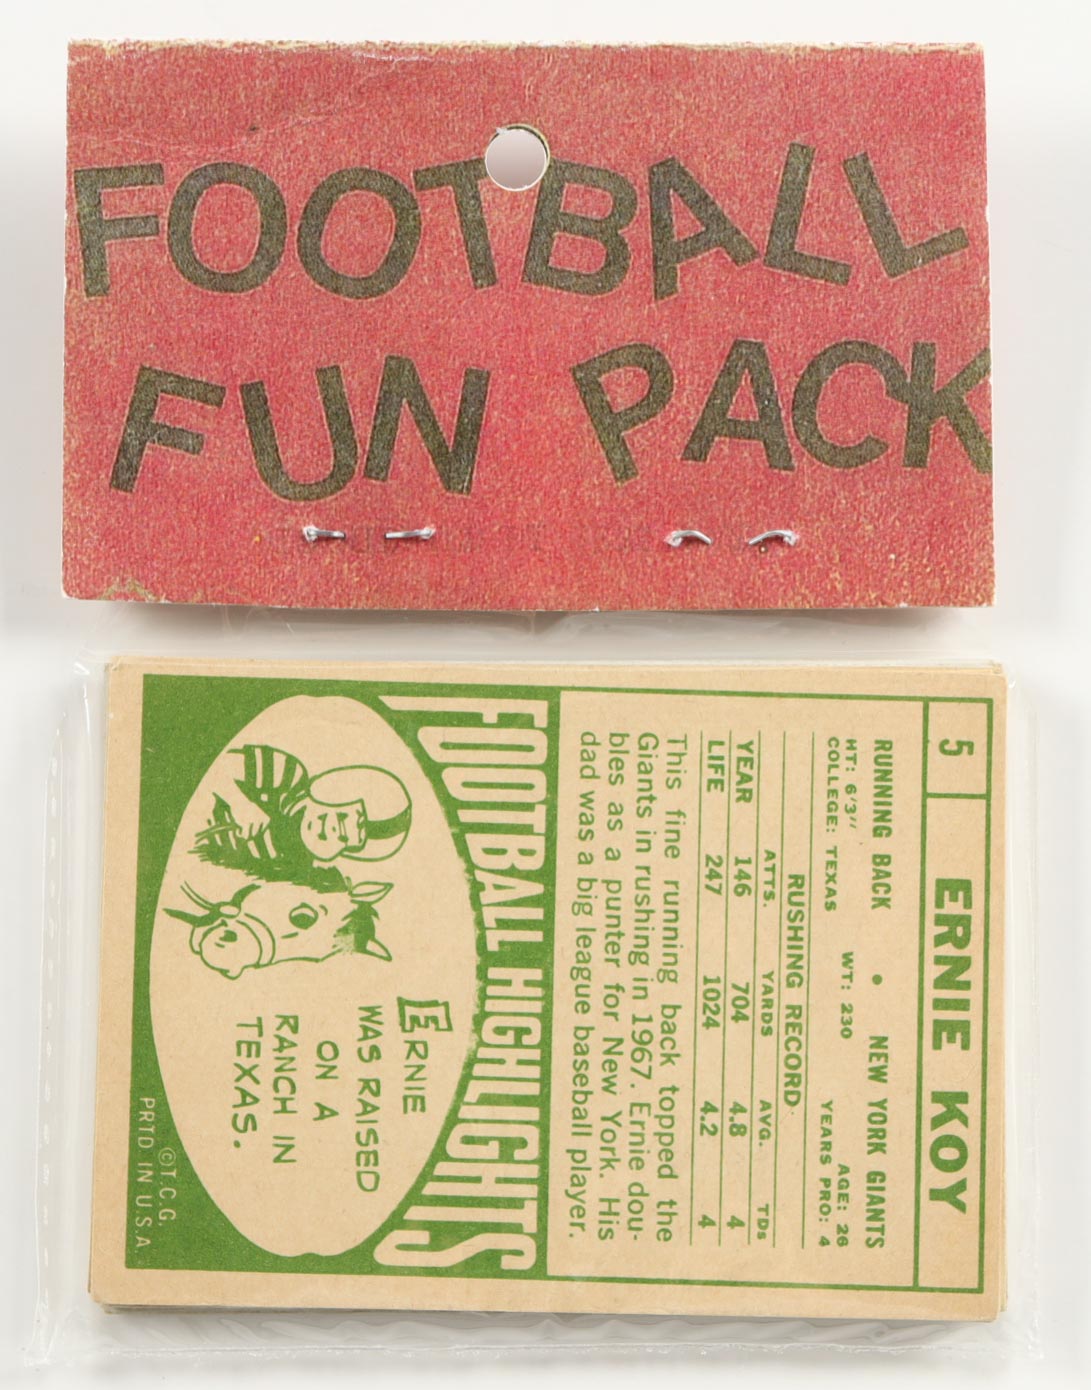 FOOTBALL
FUN PACK
5 ERNIE KOY
RUNNING BACK • NEW YORK GIANTS
HT: 6'3" WT: 230 AGE: 26
COLLEGE: TEXAS YEARS PRO: 4
RUSHING RECORD
ATTS. YARDS AVG. TDs
YEAR 146 704 4.8 4
LIFE 247 1024 4.2 4
This fine running back topped the
Giants in rushing in 1967. Ernie dou-
bles as a punter for New York. His
dad was a big league baseball player.
FOOTBALL HIGHLIGHTS
ERNIE
WAS RAISED
ON A
RANCH IN
TEXAS.
©T.C.G.
PRTD. IN U.S.A.